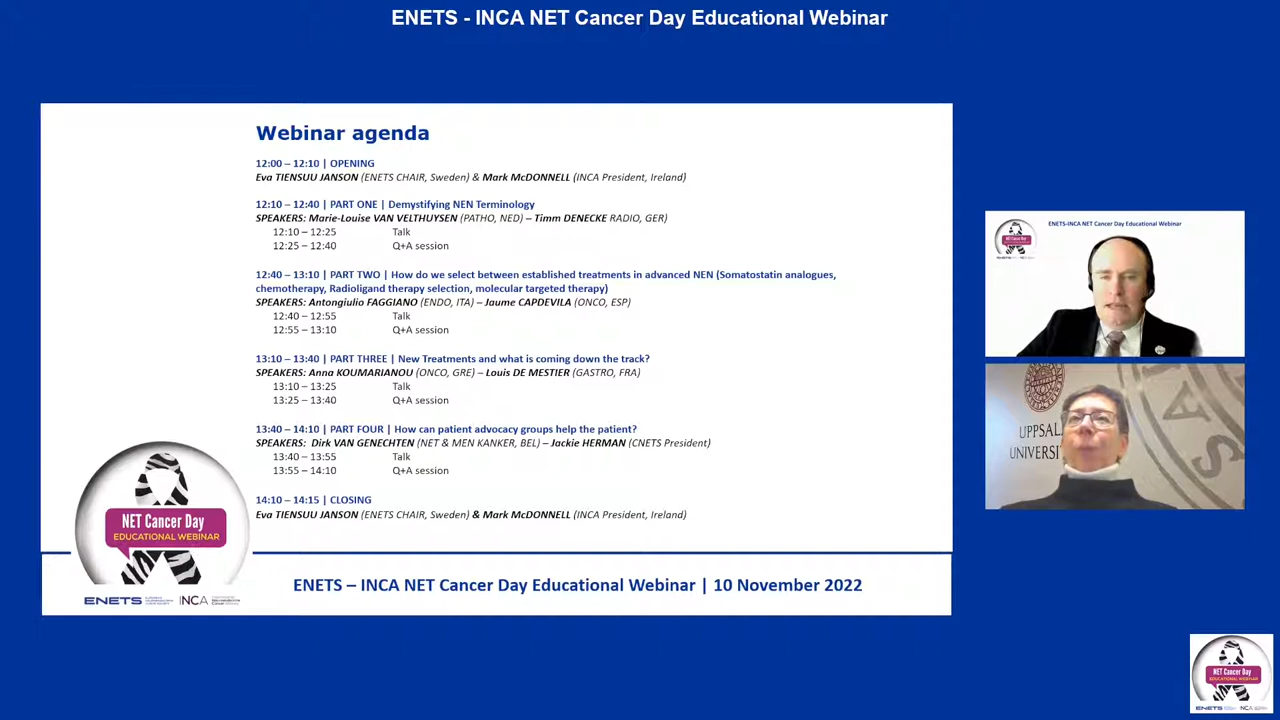 ENETS - INCA NET Cancer Day Educational Webinar
Webinar agenda
12:00 – 12:10 | OPENING
Eva TIENSUU JANSON (ENETS CHAIR, Sweden) & Mark McDONNELL (INCA President, Ireland)
12:10 – 12:40 | PART ONE | Demystifying NEN Terminology
SPEAKERS: Marie-Louise VAN VELTHUYSEN (PATHO, NED) – Timm DENECKE RADIO, GER)
12:10 – 12:25 Talk
12:25 – 12:40 Q+A session
12:40 – 13:10 | PART TWO | How do we select between established treatments in advanced NEN (Somatostatin analogues,
chemotherapy, Radioligand therapy selection, molecular targeted therapy)
SPEAKERS: Antongiulio FAGGIANO (ENDO, ITA) – Jaume CAPDEVILA (ONCO, ESP)
12:40 – 12:55 Talk
12:55 – 13:10 Q+A session
13:10 – 13:40 | PART THREE | New Treatments and what is coming down the track?
SPEAKERS: Anna KOUMARIANOU (ONCO, GRE) – Louis DE MESTIER (GASTRO, FRA)
13:10 – 13:25 Talk
13:25 – 13:40 Q+A session
13:40 – 14:10 | PART FOUR | How can patient advocacy groups help the patient?
SPEAKERS: Dirk VAN GENECHTEN (NET & MEN KANKER, BEL) – Jackie HERMAN (CNETS President)
13:40 – 13:55 Talk
13:55 – 14:10 Q+A session
14:10 – 14:15 | CLOSING
Eva TIENSUU JANSON (ENETS CHAIR, Sweden) & Mark McDONNELL (INCA President, Ireland)
NET Cancer Day
EDUCATIONAL WEBINAR
ENETS INCA
ENETS – INCA NET Cancer Day Educational Webinar | 10 November 2022
ENETS-INCA NET Cancer Day Educational Webinar
NET Cancer Day
UPPSALA
UNIVERSI
NET Cancer Day
EDUCATIONAL WEBINAR
ENETS INCA